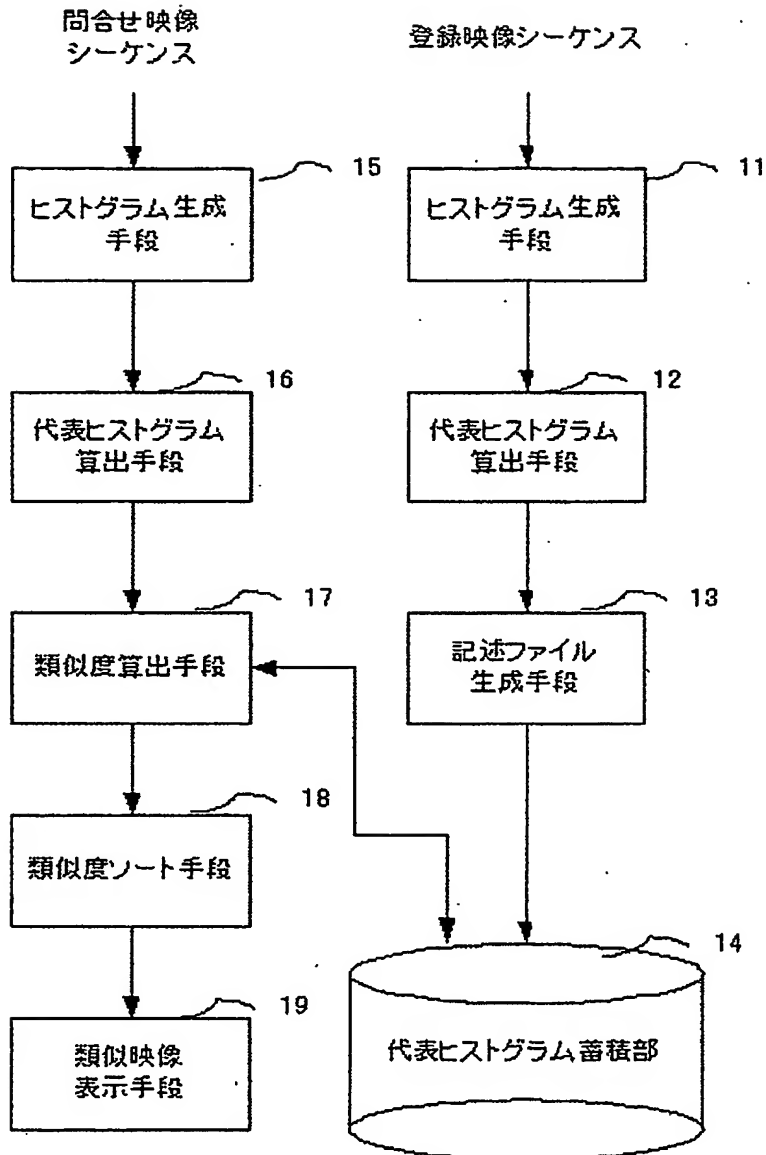 問合せ映像
シーケンス
登録映像シーケンス
15
ヒストグラム生成
手段
11
ヒストグラム生成
手段
16
代表ヒストグラム
算出手段
12
代表ヒストグラム
算出手段
17
類似度算出手段
13
記述ファイル
生成手段
18
類似度ソート手段
14
代表ヒストグラム蓄積部
19
類似映像
表示手段